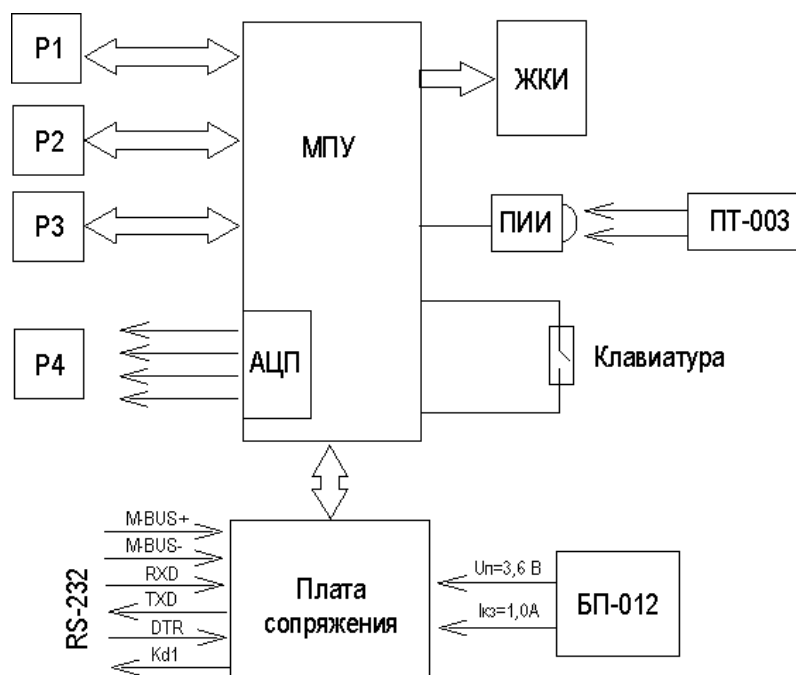 P1
ЖКИ
P2
МПУ
P3
ПИИ
ПТ-003
P4
АЦП
Клавиатура
RS-232
M-BUS+
M-BUS-
RXD
TXD
DTR
Kd1
Плата
сопряжения
Uп=3,6 В
Iкз=1,0А
БП-012